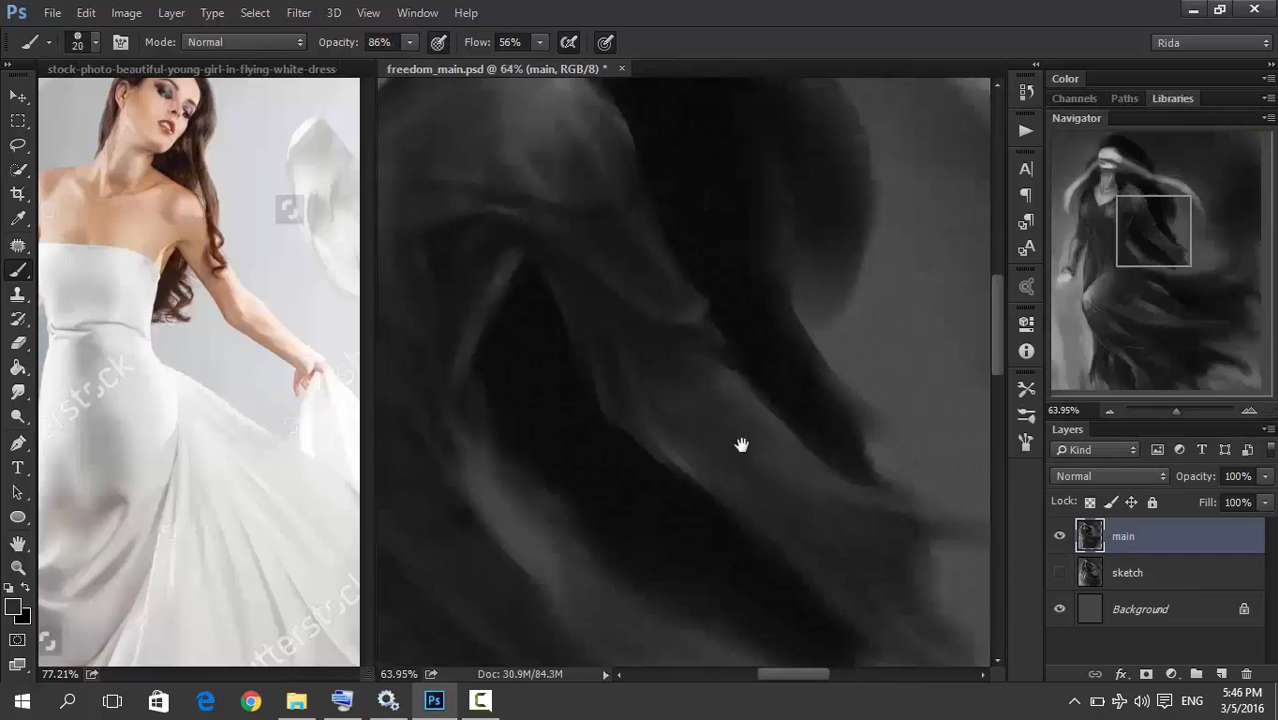 Ps File Edit Image Layer Type Select Filter 3D View Window Help
20 Mode: Normal Opacity: 86% Flow: 56% Rida
stock-photo-beautiful-young-girl-in-flying-white-dress
freedom_main.psd @ 64% (main, RGB/8) * ×
shutterstock
shutterstock
Color
Channels Paths Libraries
Navigator
63.95%
Layers
Kind
Normal Opacity: 100%
Lock: Fill: 100%
main
sketch
Background
77.21%
63.95% Doc: 30.9M/84.3M
Ps
ENG
5:46 PM
3/5/2016